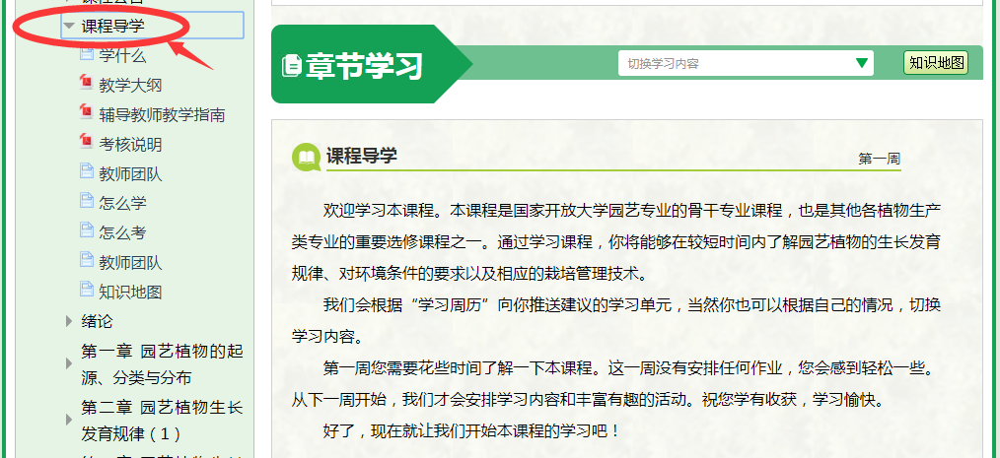 课程导学
学什么
教学大纲
辅导教师教学指南
考核说明
教师团队
怎么学
怎么考
教师团队
知识地图
绪论
第一章 园艺植物的起
源、分类与分布
第二章 园艺植物生长
发育规律（1）
章节学习
切换学习内容
知识地图
课程导学
第一周
欢迎学习本课程。本课程是国家开放大学园艺专业的骨干专业课程，也是其他各植物生产
类专业的重要选修课程之一。通过学习课程，你将能够在较短时间内了解园艺植物的生长发育
规律、对环境条件的要求以及相应的栽培管理技术。
我们会根据“学习周历”向你推送建议的学习单元，当然你也可以根据自己的情况，切换
学习内容。
第一周您需要花些时间了解一下本课程。这一周没有安排任何作业，您会感到轻松一些。
从下一周开始，我们才会安排学习内容和丰富有趣的活动。祝您学有收获，学习愉快。
好了，现在就让我们开始本课程的学习吧！